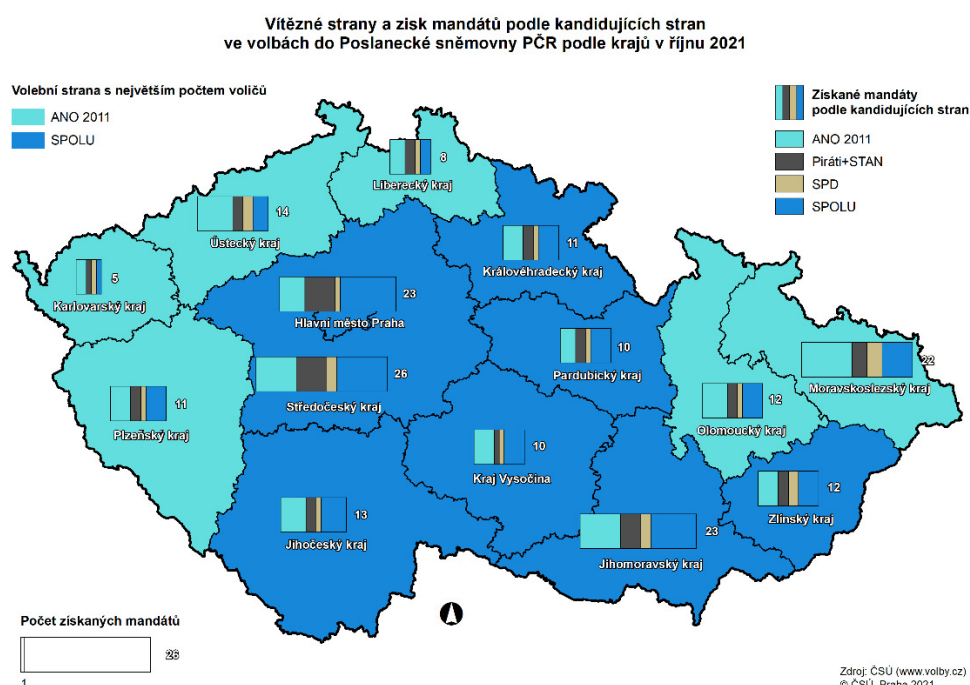 Vítězné strany a zisk mandátů podle kandidujících stran
ve volbách do Poslanecké sněmovny PČR podle krajů v říjnu 2021
Volební strana s největším počtem voličů
ANO 2011
SPOLU
Získané mandáty
podle kandidujících stran
ANO 2011
Piráti+STAN
SPD
SPOLU
8
Liberecký kraj
14
Ústecký kraj
11
Královéhradecký kraj
5
Karlovarský kraj
23
Hlavní město Praha
10
Pardubický kraj
22
Moravskoslezský kraj
26
Středočeský kraj
11
Plzeňský kraj
12
Olomoucký kraj
10
Kraj Vysočina
12
Zlínský kraj
13
Jihočeský kraj
23
Jihomoravský kraj
Počet získaných mandátů
26
1
Zdroj: ČSÚ (www.volby.cz)
© ČSÚ, Praha 2021